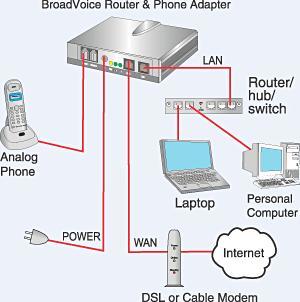 BroadVoice Router & Phone Adapter
LAN
Router/
hub/
switch
Analog
Phone
Laptop
Personal
Computer
POWER
WAN
Internet
DSL or Cable Modem